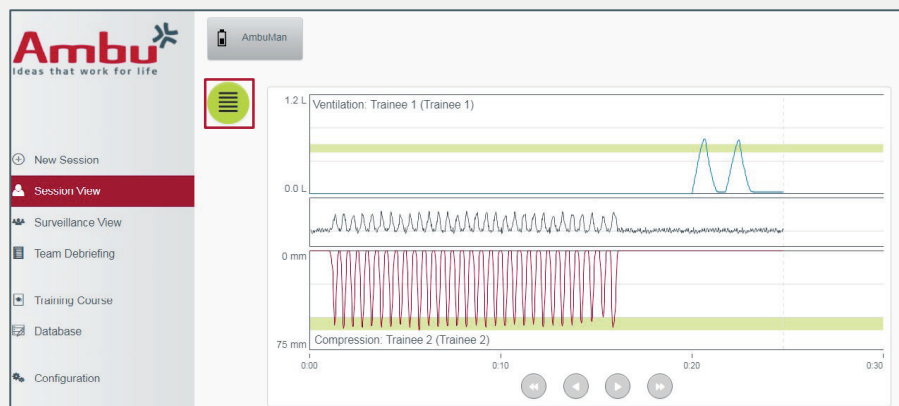 Ambu
Ideas that work for life
AmbuMan
New Session
Session View
Surveillance View
Team Debriefing
Training Course
Database
Configuration
1.2 L
Ventilation: Trainee 1 (Trainee 1)
0.0 L
0 mm
75 mm
Compression: Trainee 2 (Trainee 2)
0:00 0:10 0:20 0:30